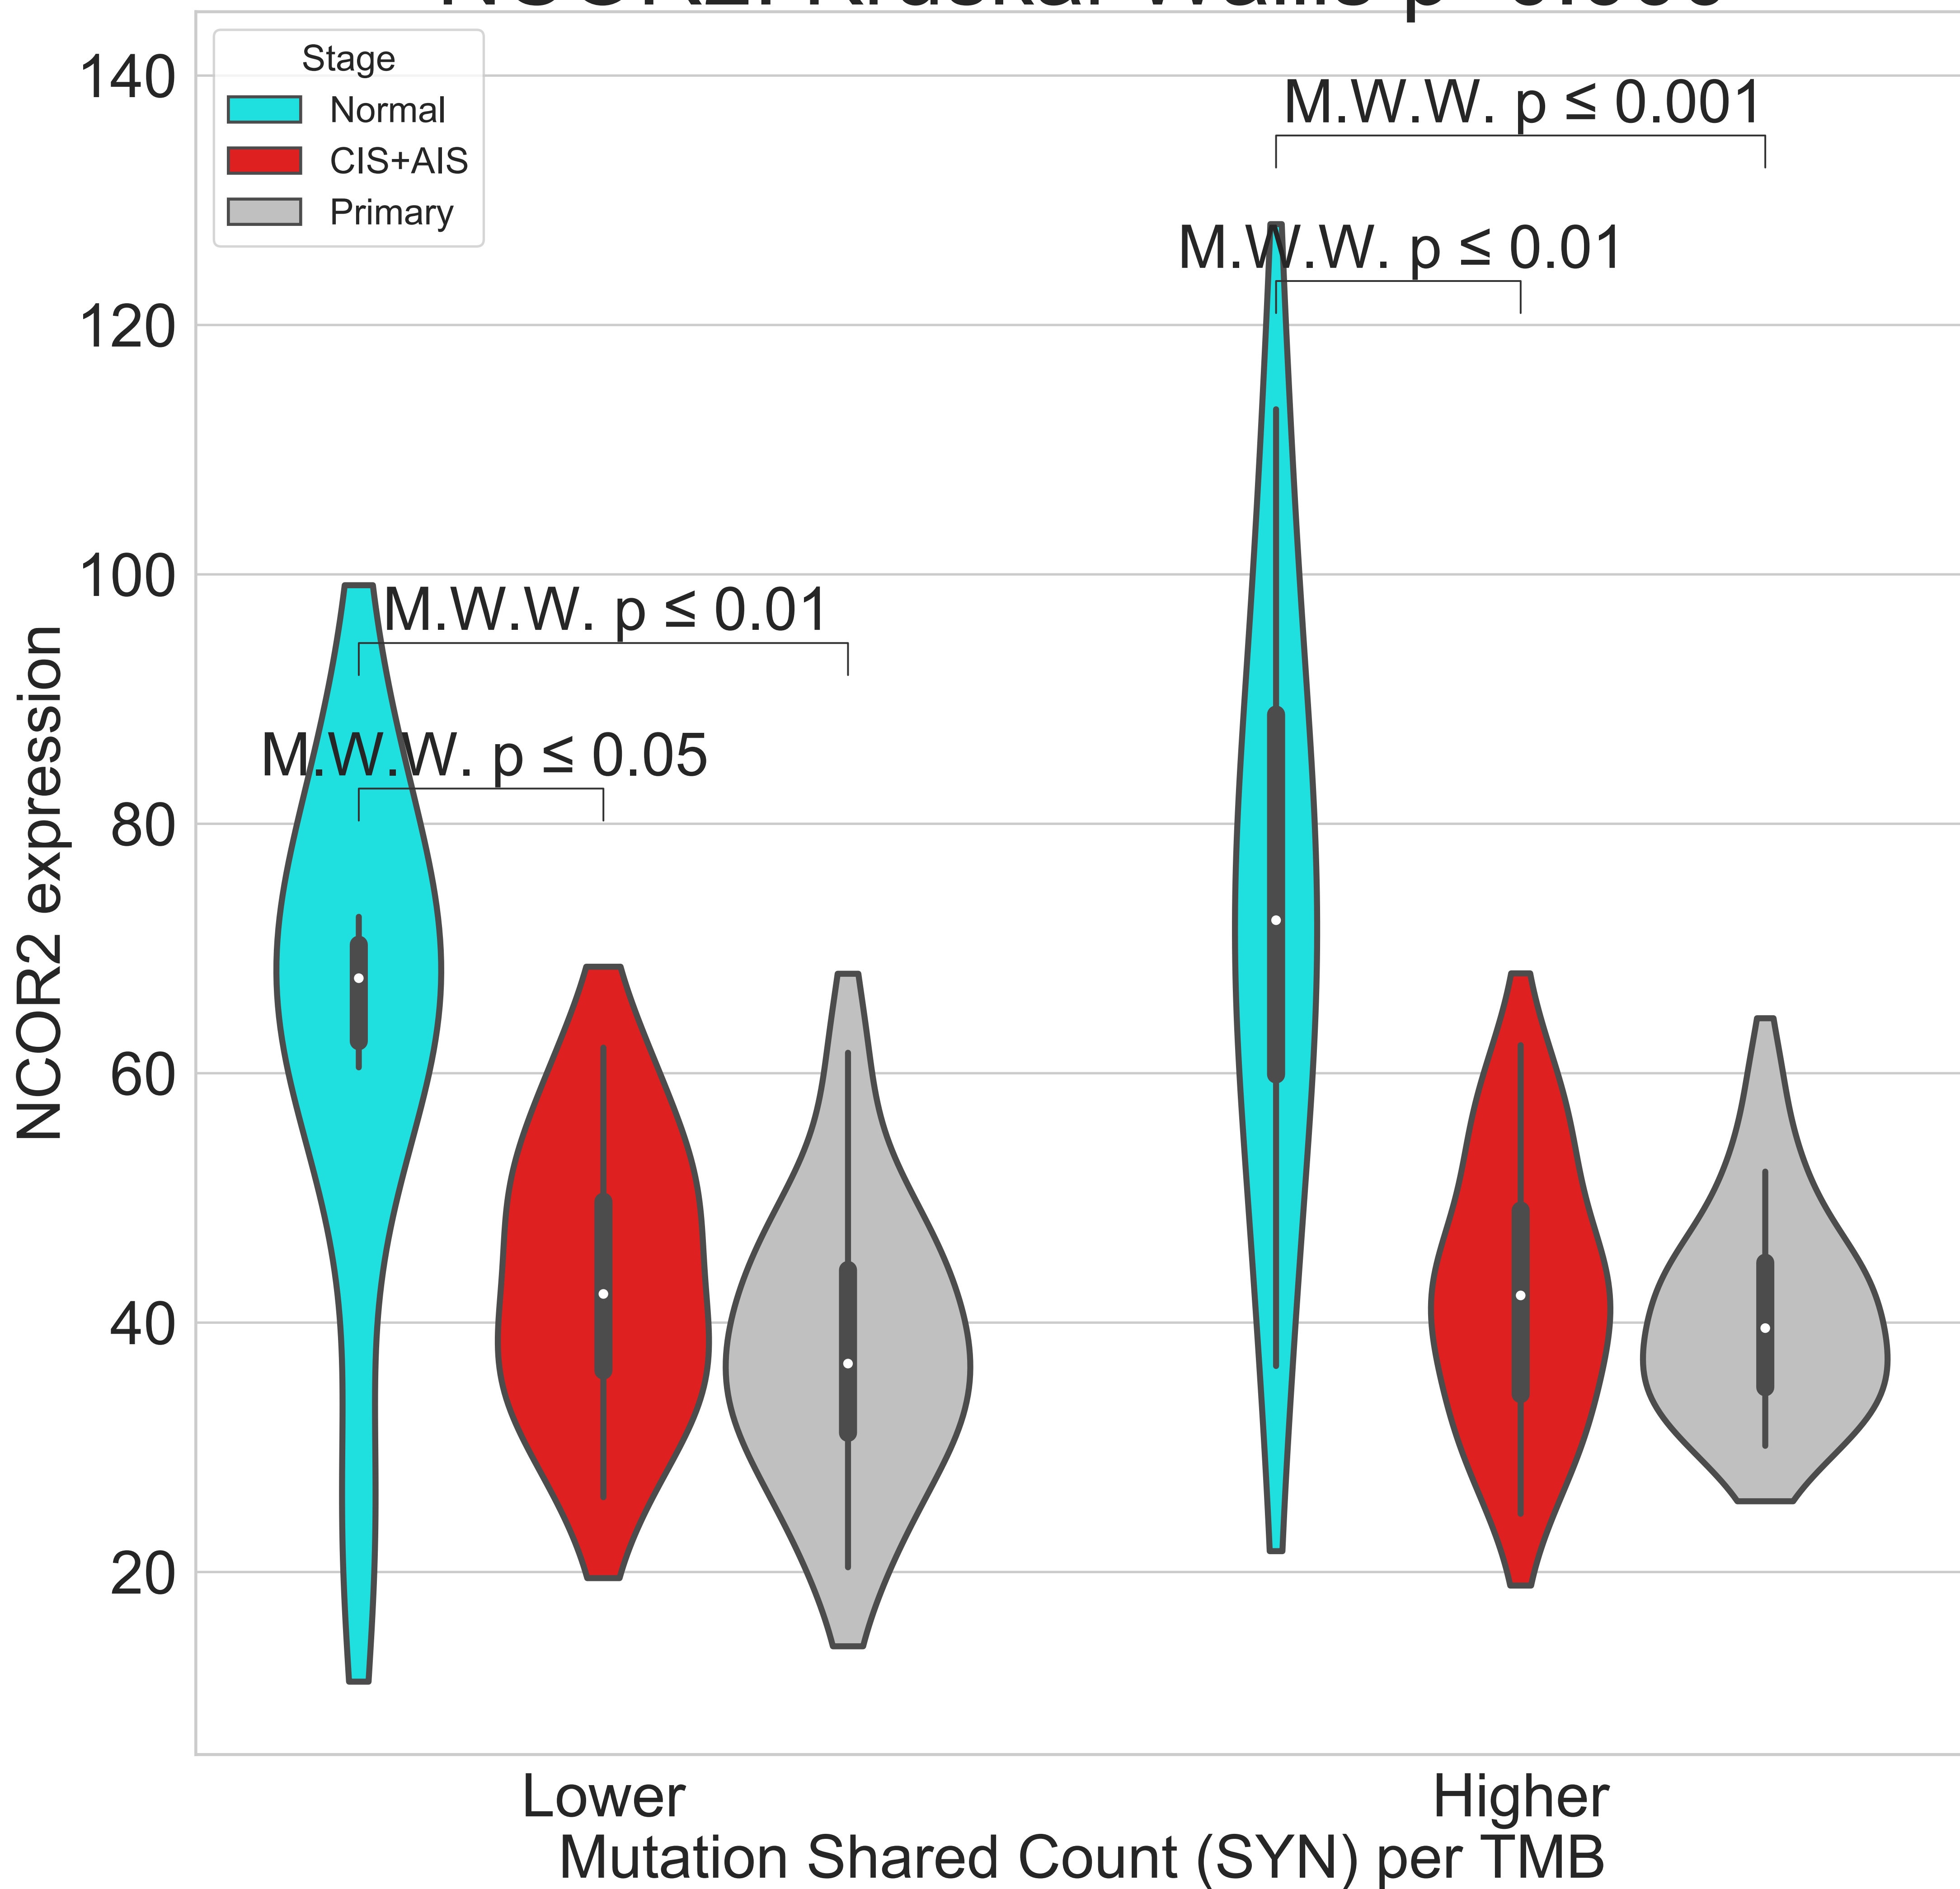 140
120
100
80
60
40
20
NCOR2 expression
Stage
Normal
CIS+AIS
Primary
M.W.W. p ≤ 0.001
M.W.W. p ≤ 0.01
M.W.W. p ≤ 0.01
M.W.W. p ≤ 0.05
Lower
Higher
Mutation Shared Count (SYN) per TMB